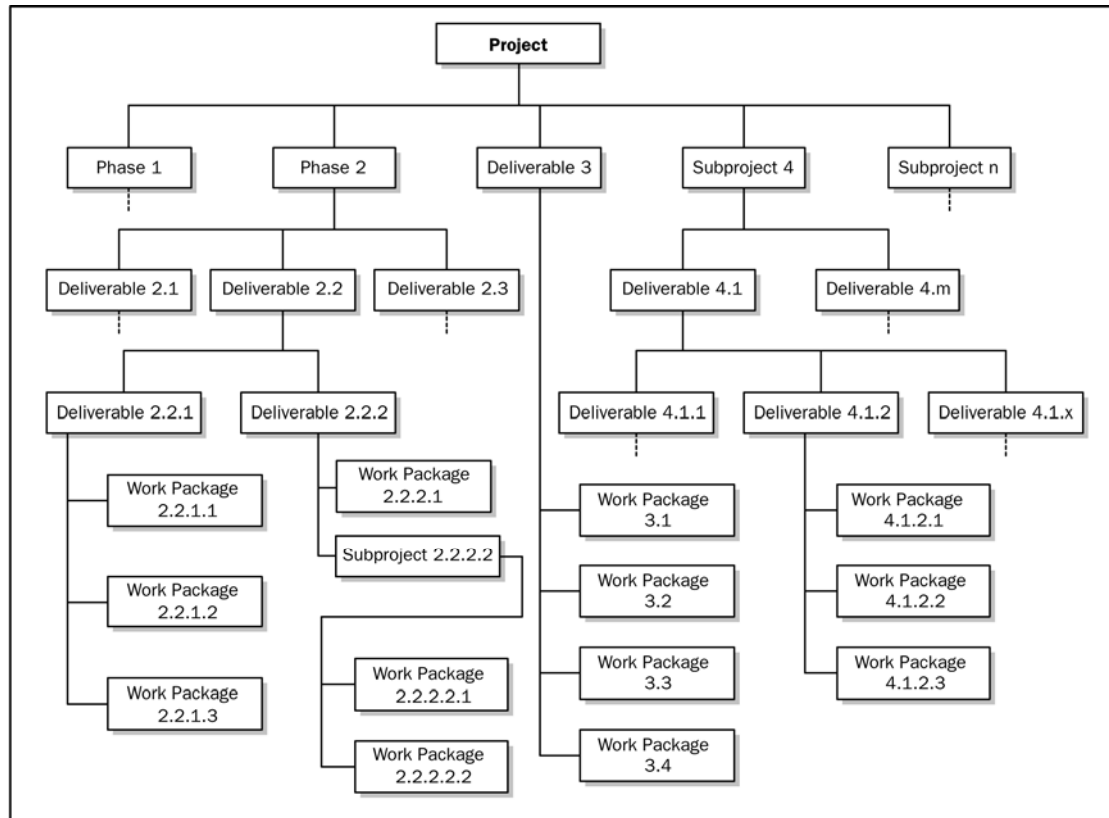 Project
Phase 1
Phase 2
Deliverable 3
Subproject 4
Subproject n
Deliverable 2.1
Deliverable 2.2
Deliverable 2.3
Deliverable 4.1
Deliverable 4.m
Deliverable 2.2.1
Deliverable 2.2.2
Deliverable 4.1.1
Deliverable 4.1.2
Deliverable 4.1.x
Work Package
2.2.1.1
Work Package
2.2.1.2
Work Package
2.2.1.3
Work Package
2.2.2.1
Subproject 2.2.2.2
Work Package
2.2.2.2.1
Work Package
2.2.2.2.2
Work Package
3.1
Work Package
3.2
Work Package
3.3
Work Package
3.4
Work Package
4.1.2.1
Work Package
4.1.2.2
Work Package
4.1.2.3